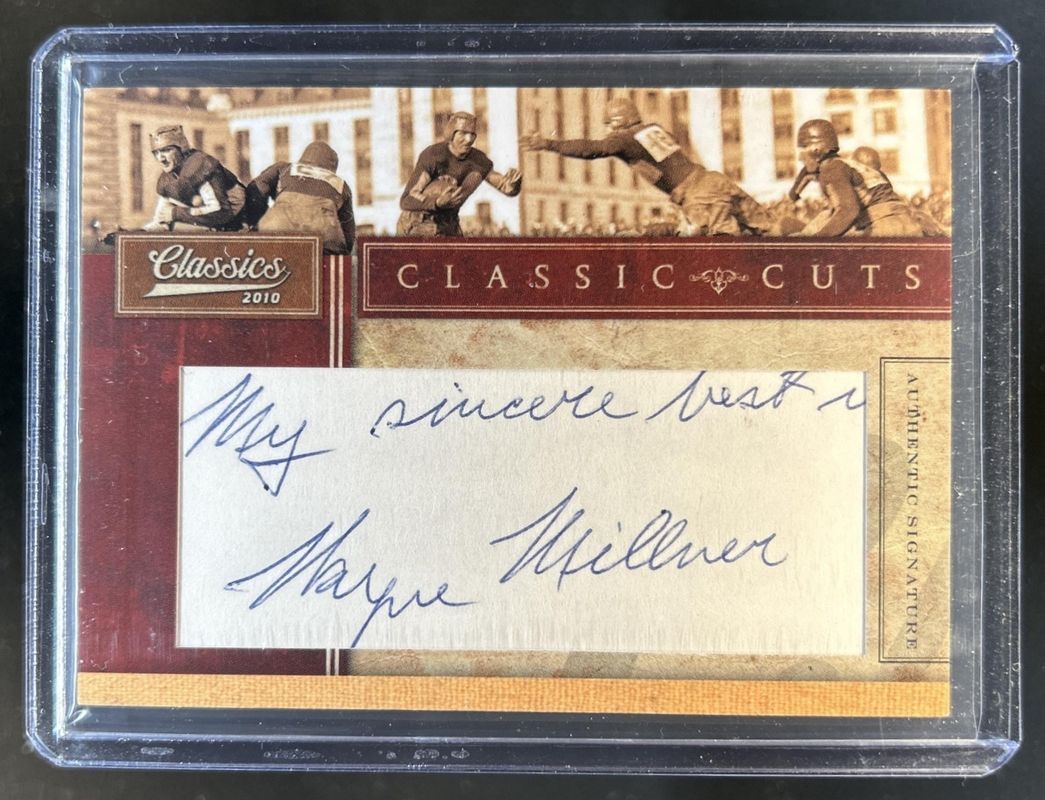 Classics
2010
CLASSIC CUTS
My sincere best
Wayne Millner
AUTHENTIC SIGNATURE